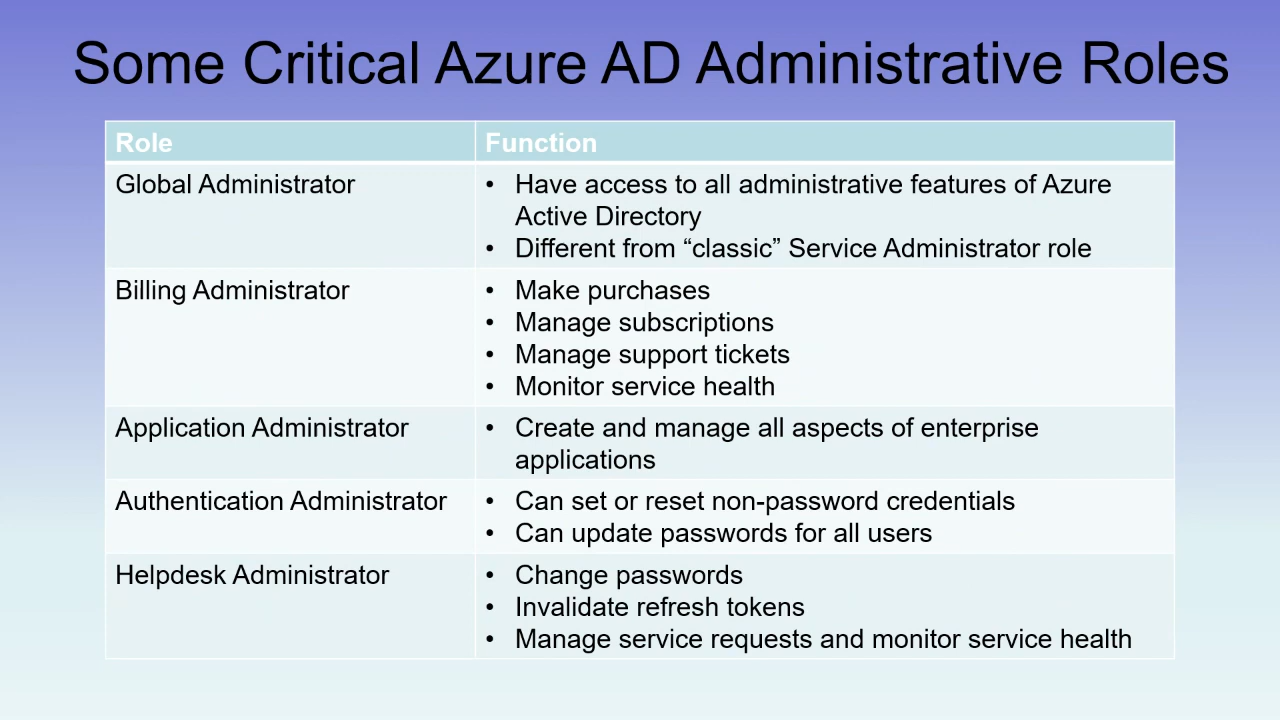 Some Critical Azure AD Administrative Roles
Role
Function
Global Administrator
• Have access to all administrative features of Azure
Active Directory
• Different from “classic” Service Administrator role
Billing Administrator
• Make purchases
• Manage subscriptions
• Manage support tickets
• Monitor service health
Application Administrator
• Create and manage all aspects of enterprise
applications
Authentication Administrator
• Can set or reset non-password credentials
• Can update passwords for all users
Helpdesk Administrator
• Change passwords
• Invalidate refresh tokens
• Manage service requests and monitor service health